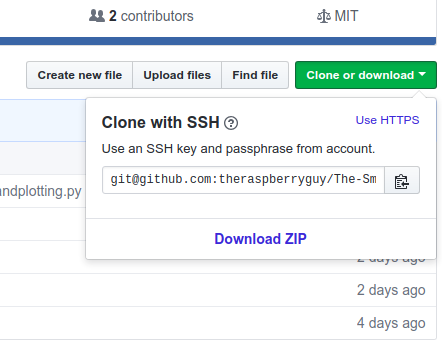 2 contributors MIT
Create new file Upload files Find file Clone or download
Clone with SSH Use HTTPS
Use an SSH key and passphrase from account.
ndplotting.py git@github.com:theraspberryguy/The-Sm
Download ZIP
2 days ago
2 days ago
4 days ago